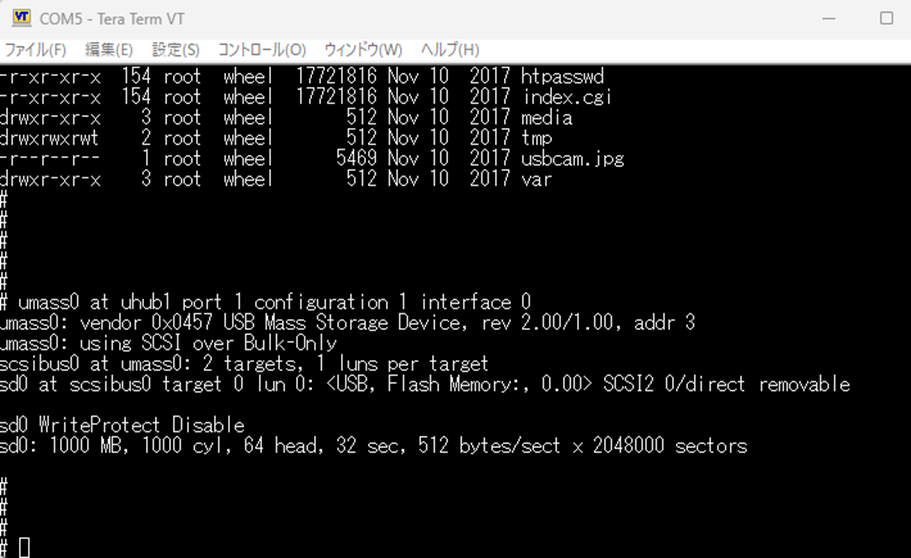 COM5 - Tera Term VT
ファイル(F) 編集(E) 設定(S) コントロール(O) ウィンドウ(W) ヘルプ(H)
-r-xr-xr-x 154 root wheel 17721816 Nov 10 2017 htpasswd
-r-xr-xr-x 154 root wheel 17721816 Nov 10 2017 index.cgi
drwxr-xr-x 3 root wheel 512 Nov 10 2017 media
drwxrwxrwt 2 root wheel 512 Nov 10 2017 tmp
-r--r--r-- 1 root wheel 5469 Nov 10 2017 usbcam.jpg
drwxr-xr-x 3 root wheel 512 Nov 10 2017 var
#
#
#
#
#
# umass0 at uhub1 port 1 configuration 1 interface 0
umass0: vendor 0x0457 USB Mass Storage Device, rev 2.00/1.00, addr 3
umass0: using SCSI over Bulk-Only
scsibus0 at umass0: 2 targets, 1 luns per target
sd0 at scsibus0 target 0 lun 0: <USB, Flash Memory:, 0.00> SCSI2 0/direct removable
sd0 WriteProtect Disable
sd0: 1000 MB, 1000 cyl, 64 head, 32 sec, 512 bytes/sect x 2048000 sectors
#
#
#
#